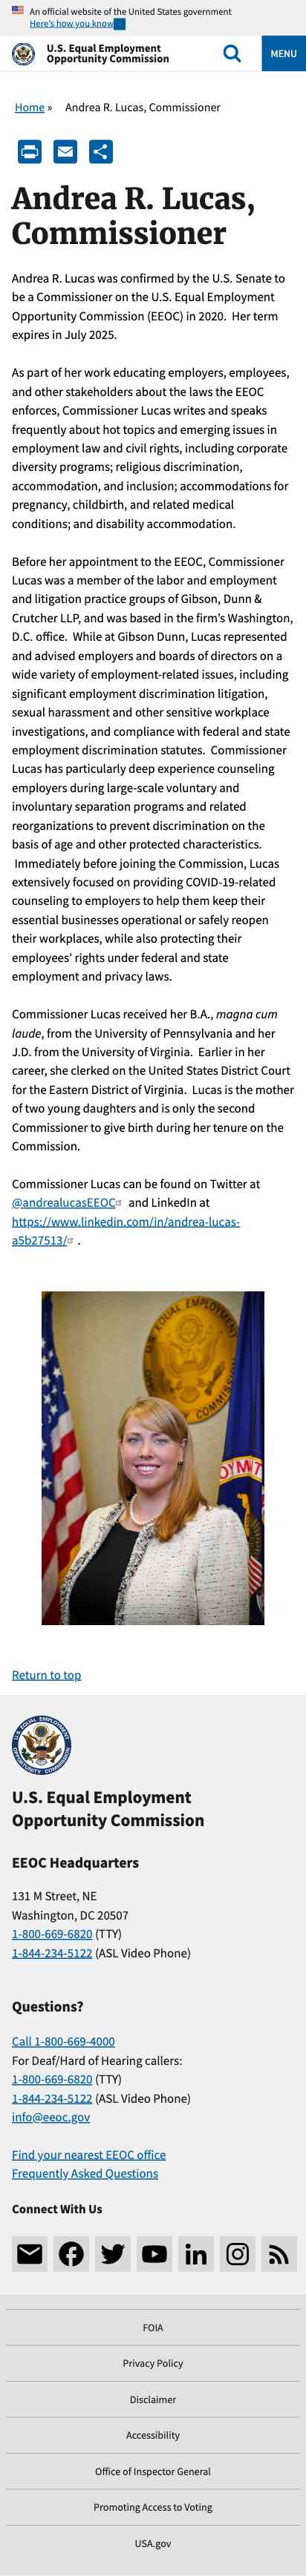 An official website of the United States government
Here's how you know
U.S. Equal Employment
Opportunity Commission
MENU
Home » Andrea R. Lucas, Commissioner
Andrea R. Lucas,
Commissioner
Andrea R. Lucas was confirmed by the U.S. Senate to
be a Commissioner on the U.S. Equal Employment
Opportunity Commission (EEOC) in 2020. Her term
expires in July 2025.
As part of her work educating employers, employees,
and other stakeholders about the laws the EEOC
enforces, Commissioner Lucas writes and speaks
frequently about hot topics and emerging issues in
employment law and civil rights, including corporate
diversity programs; religious discrimination,
accommodation, and inclusion; accommodations for
pregnancy, childbirth, and related medical
conditions; and disability accommodation.
Before her appointment to the EEOC, Commissioner
Lucas was a member of the labor and employment
and litigation practice groups of Gibson, Dunn &
Crutcher LLP, and was based in the firm's Washington,
D.C. office. While at Gibson Dunn, Lucas represented
and advised employers and boards of directors on a
wide variety of employment-related issues, including
significant employment discrimination litigation,
sexual harassment and other sensitive workplace
investigations, and compliance with federal and state
employment discrimination statutes. Commissioner
Lucas has particularly deep experience counseling
employers during large-scale voluntary and
involuntary separation programs and related
reorganizations to prevent discrimination on the
basis of age and other protected characteristics.
Immediately before joining the Commission, Lucas
extensively focused on providing COVID-19-related
counseling to employers to help them keep their
essential businesses operational or safely reopen
their workplaces, while also protecting their
employees' rights under federal and state
employment and privacy laws.
Commissioner Lucas received her B.A., magna cum
laude, from the University of Pennsylvania and her
J.D. from the University of Virginia. Earlier in her
career, she clerked on the United States District Court
for the Eastern District of Virginia. Lucas is the mother
of two young daughters and is only the second
Commissioner to give birth during her tenure on the
Commission.
Commissioner Lucas can be found on Twitter at
@andrealucasEEOC and LinkedIn at
https://www.linkedin.com/in/andrea-lucas-
a5b27513/ .
Return to top
U.S. Equal Employment
Opportunity Commission
EEOC Headquarters
131 M Street, NE
Washington, DC 20507
1-800-669-6820 (TTY)
1-844-234-5122 (ASL Video Phone)
Questions?
Call 1-800-669-4000
For Deaf/Hard of Hearing callers:
1-800-669-6820 (TTY)
1-844-234-5122 (ASL Video Phone)
info@eeoc.gov
Find your nearest EEOC office
Frequently Asked Questions
Connect With Us
FOIA
Privacy Policy
Disclaimer
Accessibility
Office of Inspector General
Promoting Access to Voting
USA.gov